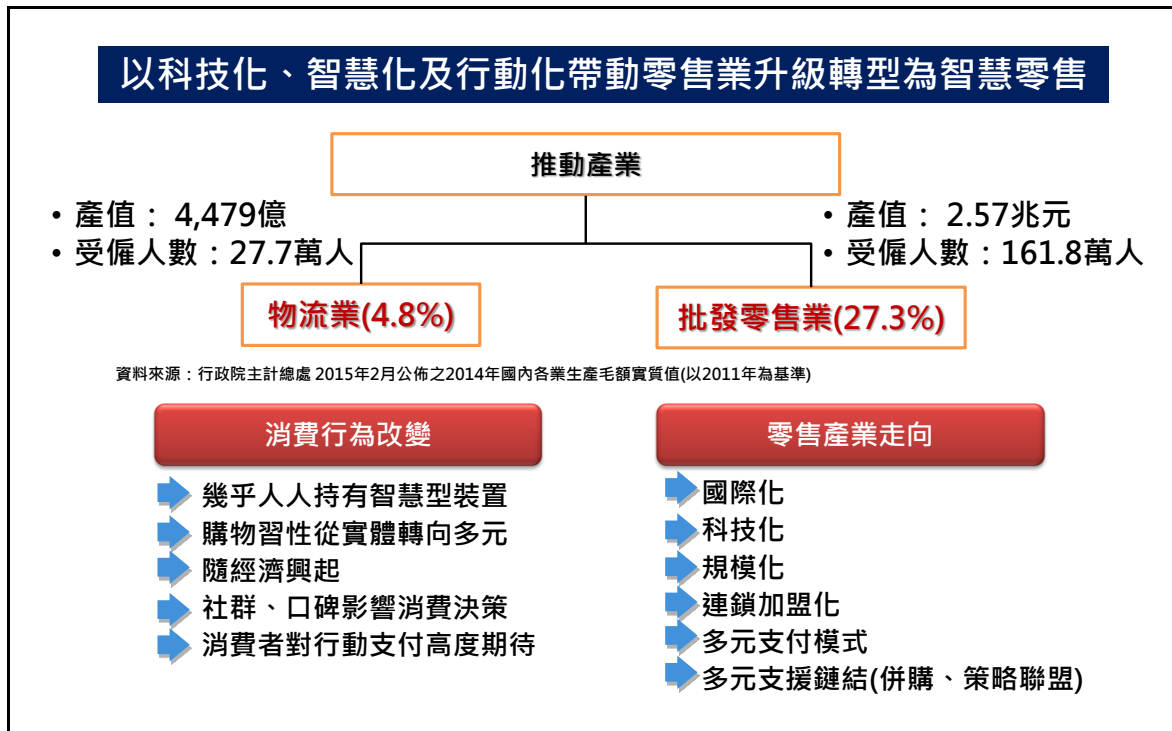 以科技化、智慧化及行動化帶動零售業升級轉型為智慧零售
推動產業
• 產值： 4,479億
• 受僱人數：27.7萬人
• 產值： 2.57兆元
• 受僱人數：161.8萬人
物流業(4.8%)
批發零售業(27.3%)
資料來源：行政院主計總處 2015年2月公佈之2014年國內各業生產毛額實質值(以2011年為基準)
消費行為改變
幾乎人人持有智慧型裝置
購物習性從實體轉向多元
隨經濟興起
社群、口碑影響消費決策
消費者對行動支付高度期待
零售產業走向
國際化
科技化
規模化
連鎖加盟化
多元支付模式
多元支援鏈結(併購、策略聯盟)